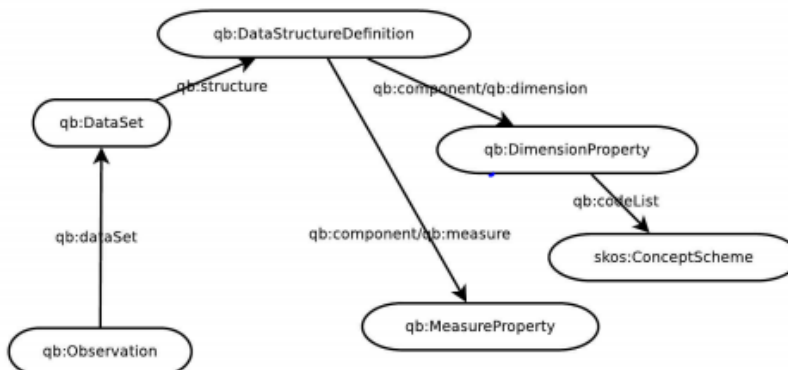 qb:DataStructureDefinition
qb:structure
qb:component/qb:dimension
qb:DataSet
qb:DimensionProperty
qb:codeList
qb:dataSet
qb:component/qb:measure
skos:ConceptScheme
qb:MeasureProperty
qb:Observation